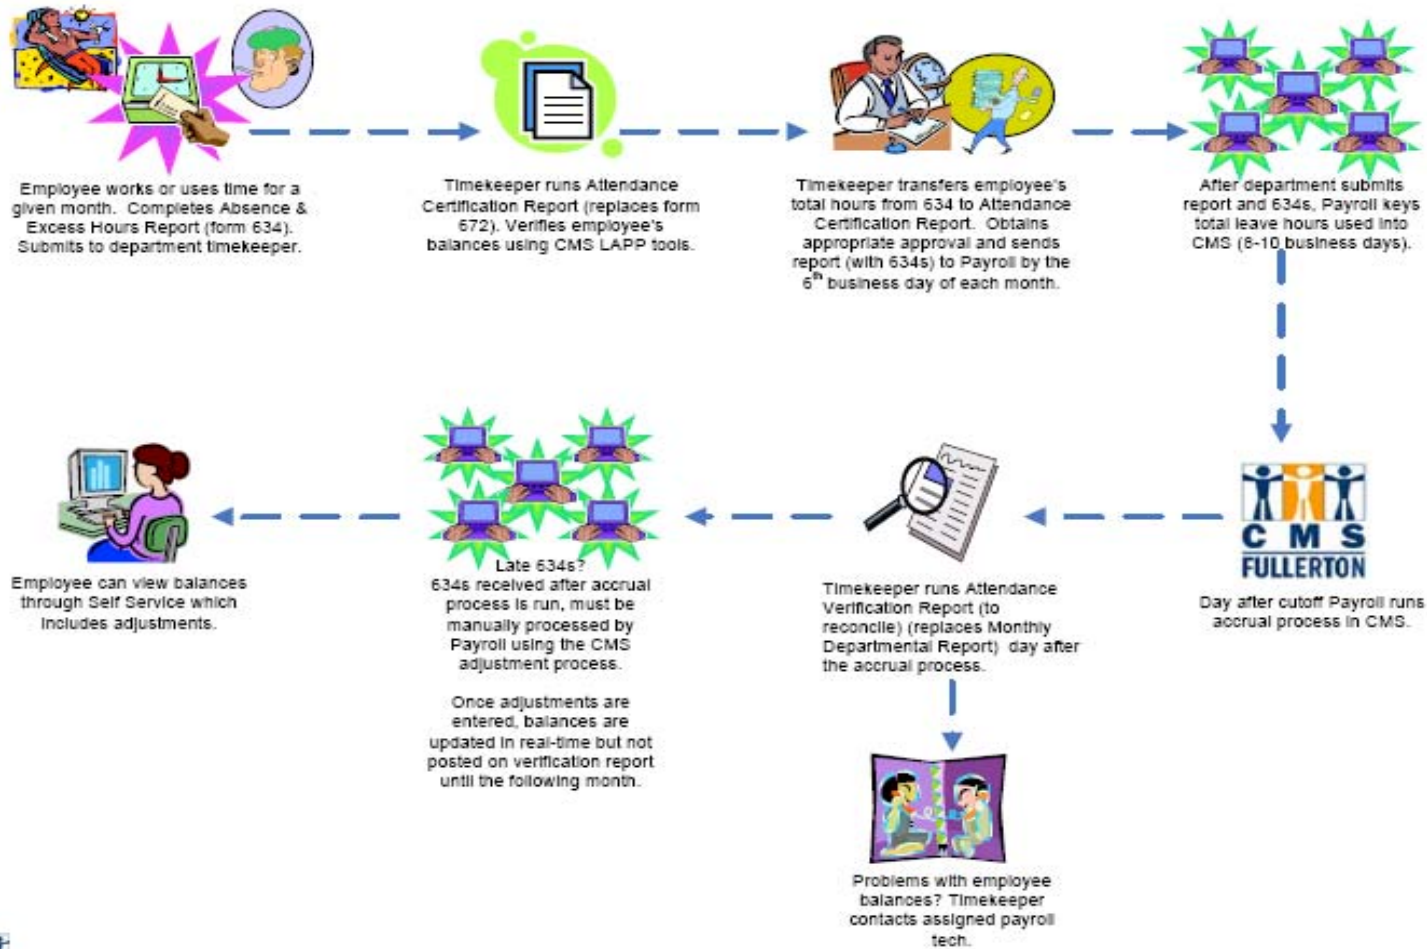 Employee works or uses time for a
given month. Completes Absence &
Excess Hours Report (form 634).
Submits to department timekeeper.
Timekeeper runs Attendance
Certification Report (replaces form
672). Verifies employee's
balances using CMS LAPP tools.
Timekeeper transfers employee's
total hours from 634 to Attendance
Certification Report. Obtains
appropriate approval and sends
report (with 634s) to Payroll by the
6th business day of each month.
After department submits
report and 634s, Payroll keys
total leave hours used into
CMS (8-10 business days).
CMS
FULLERTON
Day after cutoff Payroll runs
accrual process in CMS.
Timekeeper runs Attendance
Verification Report (to
reconcile) (replaces Monthly
Departmental Report) day after
the accrual process.
Problems with employee
balances? Timekeeper
contacts assigned payroll
tech.
Late 634s?
634s received after accrual
process is run, must be
manually processed by
Payroll using the CMS
adjustment process.
Once adjustments are
entered, balances are
updated in real-time but not
posted on verification report
until the following month.
Employee can view balances
through Self Service which
includes adjustments.